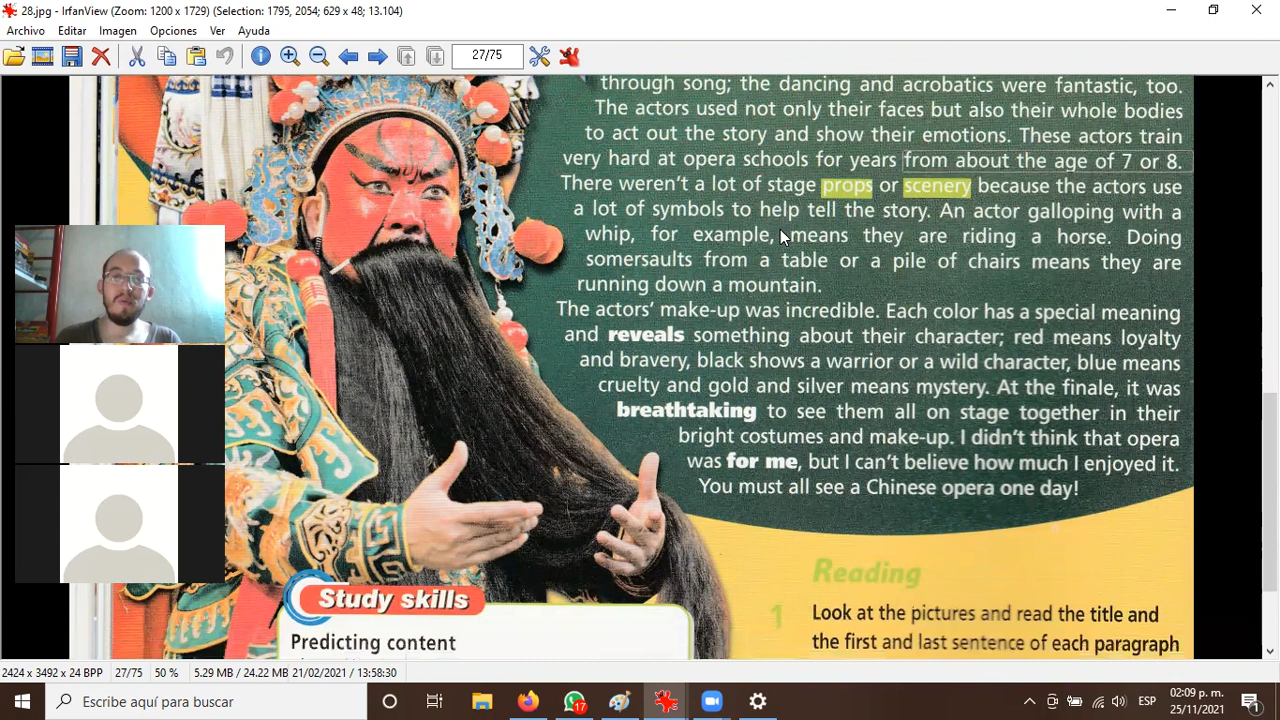 28.jpg - IrfanView (Zoom: 1200 x 1729) (Selection: 1795, 2054; 629 x 48; 13.104)
Archivo Editar Imagen Opciones Ver Ayuda
27/75
through song; the dancing and acrobatics were fantastic, too.
The actors used not only their faces but also their whole bodies
to act out the story and show their emotions. These actors train
very hard at opera schools for years from about the age of 7 or 8.
There weren't a lot of stage props or scenery because the actors use
a lot of symbols to help tell the story. An actor galloping with a
whip, for example, means they are riding a horse. Doing
somersaults from a table or a pile of chairs means they are
running down a mountain.
The actors' make-up was incredible. Each color has a special meaning
and reveals something about their character; red means loyalty
and bravery, black shows a warrior or a wild character, blue means
cruelty and gold and silver means mystery. At the finale, it was
breathtaking to see them all on stage together in their
bright costumes and make-up. I didn't think that opera
was for me, but I can't believe how much I enjoyed it.
You must all see a Chinese opera one day!
Study skills
Predicting content
Reading
1 Look at the pictures and read the title and
the first and last sentence of each paragraph
2424 x 3492 x 24 BPP 27/75 50 % 5.29 MB / 24.22 MB 21/02/2021 / 13:58:30
Escribe aquí para buscar
17
ESP
02:09 p. m.
25/11/2021
1